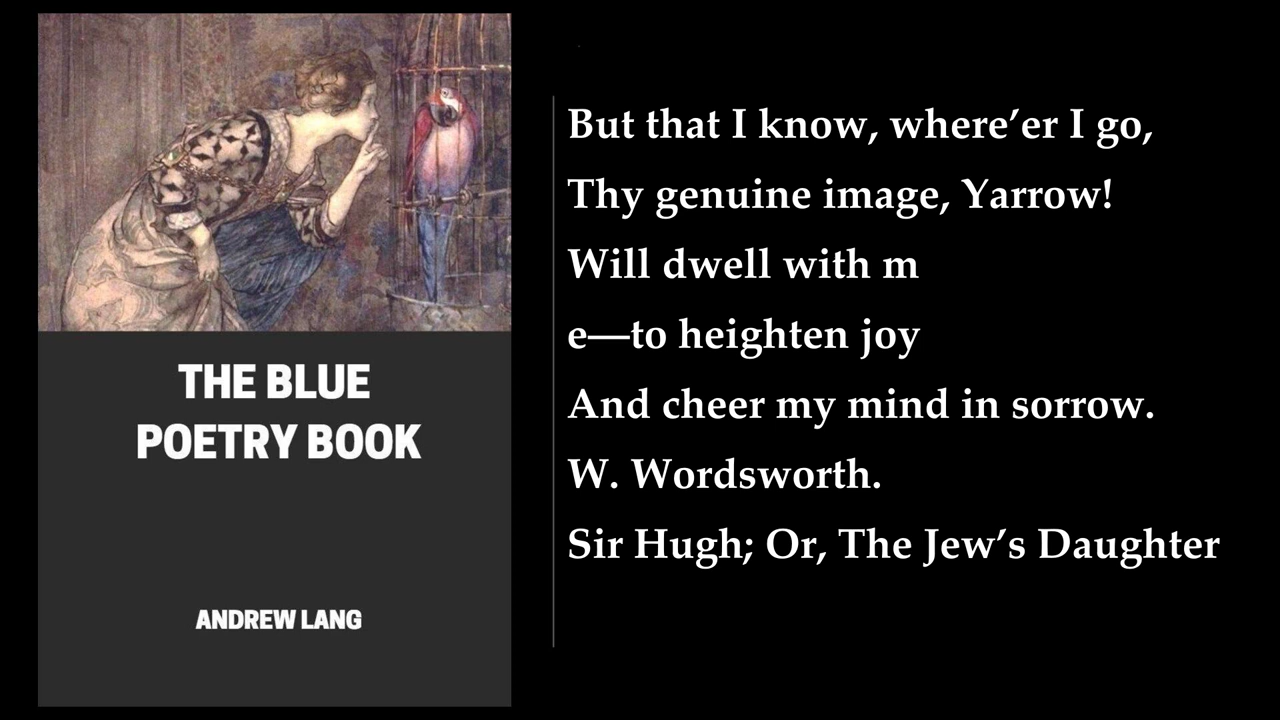 THE BLUE
POETRY BOOK
ANDREW LANG
But that I know, where’er I go,
Thy genuine image, Yarrow!
Will dwell with m
e—to heighten joy
And cheer my mind in sorrow.
W. Wordsworth.
Sir Hugh; Or, The Jew’s Daughter